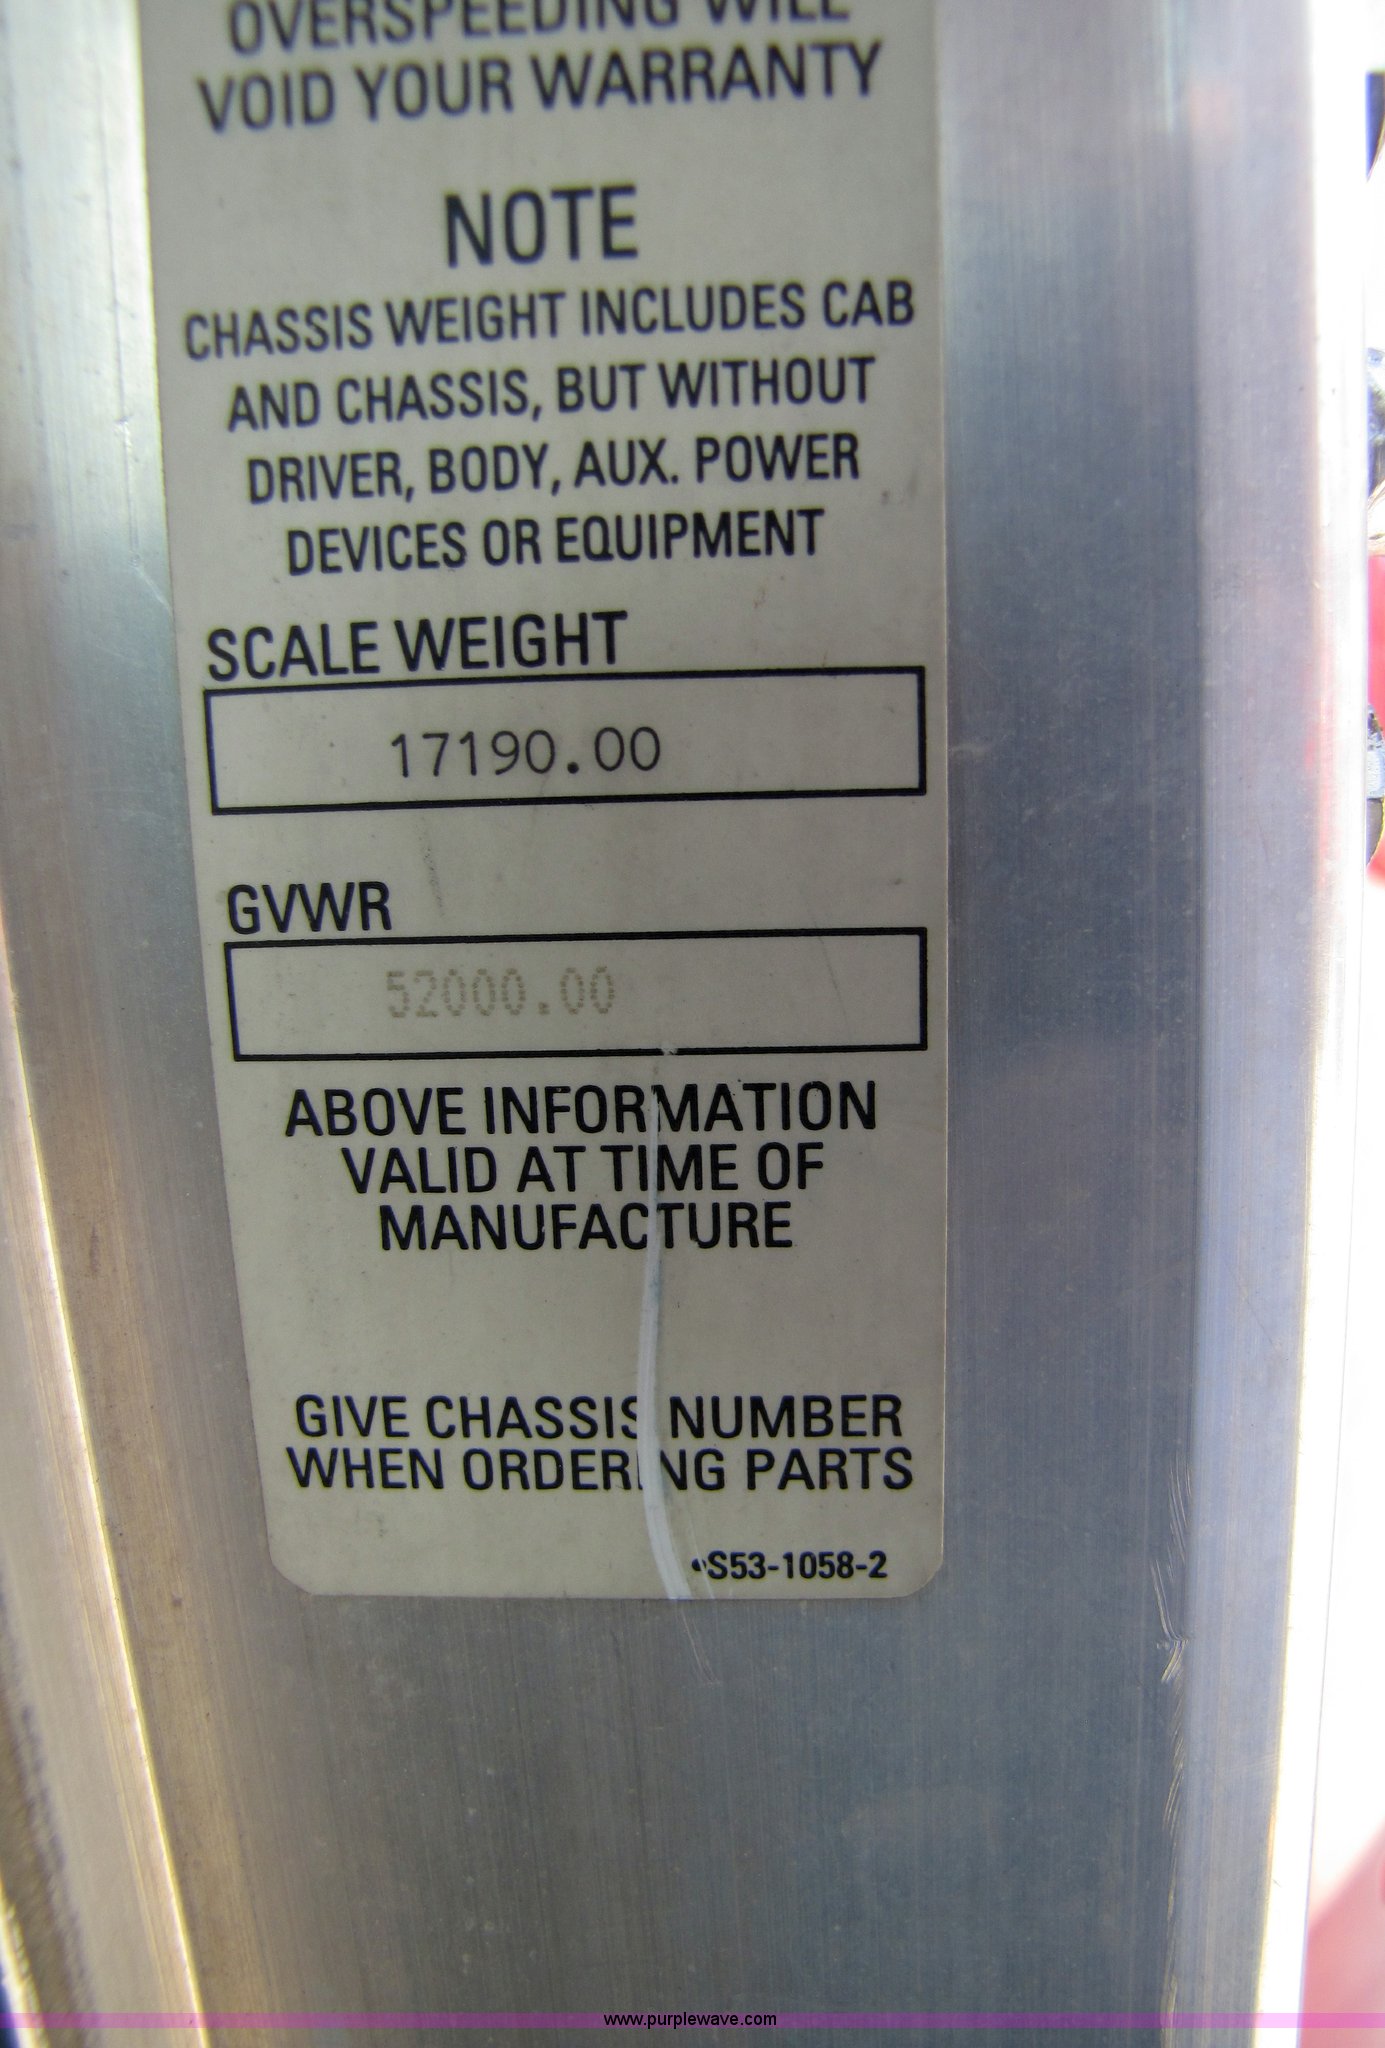 OVERSPEEDING WILL
VOID YOUR WARRANTY
NOTE
CHASSIS WEIGHT INCLUDES CAB
AND CHASSIS, BUT WITHOUT
DRIVER, BODY, AUX. POWER
DEVICES OR EQUIPMENT
SCALE WEIGHT
17190.00
GVWR
52000.00
ABOVE INFORMATION
VALID AT TIME OF
MANUFACTURE
GIVE CHASSIS NUMBER
WHEN ORDERING PARTS
•S53-1058-2
www.purplewave.com